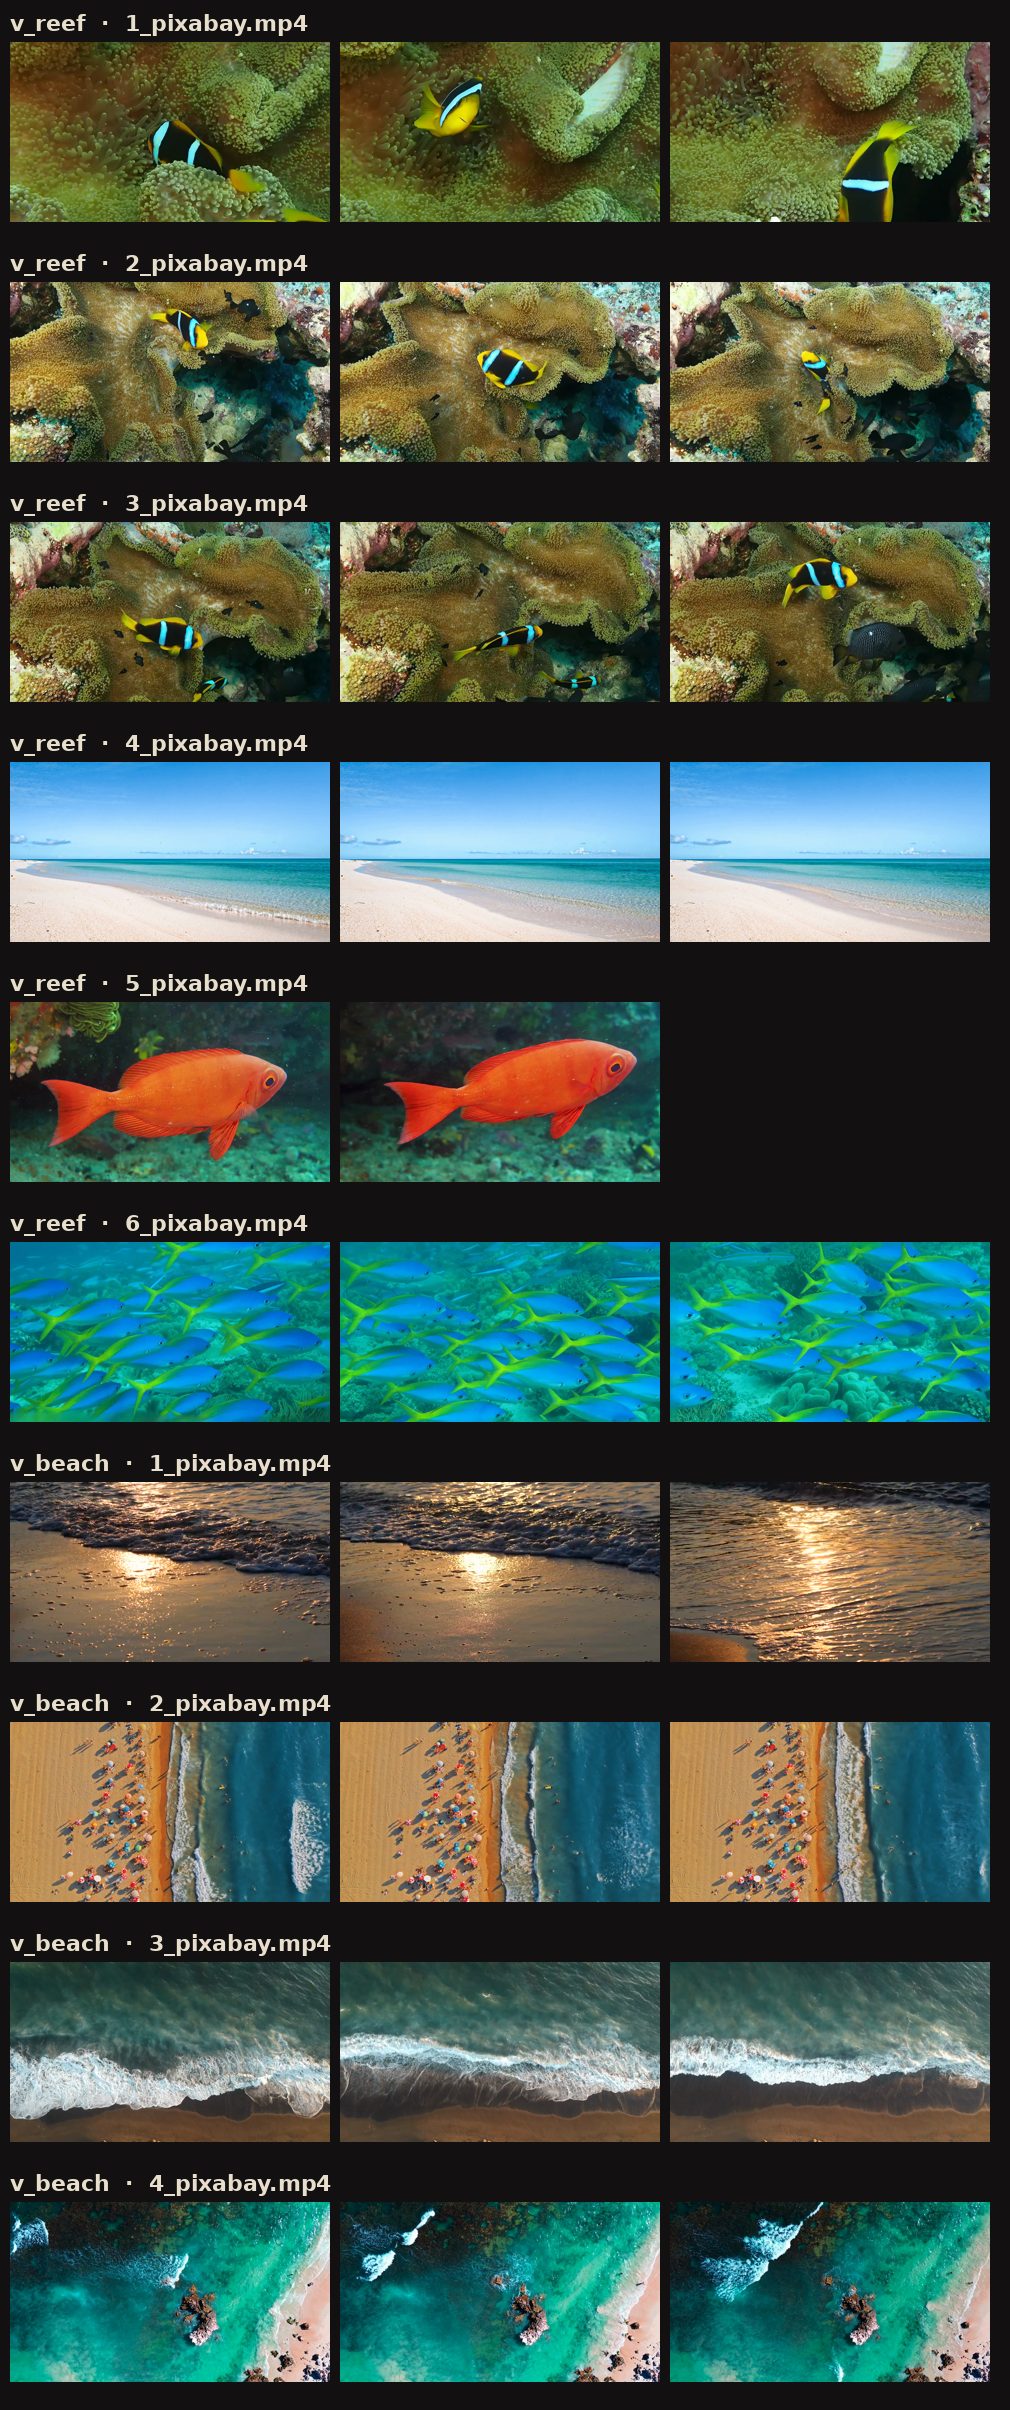 v_reef · 1_pixabay.mp4
v_reef · 2_pixabay.mp4
v_reef · 3_pixabay.mp4
v_reef · 4_pixabay.mp4
v_reef · 5_pixabay.mp4
v_reef · 6_pixabay.mp4
v_beach · 1_pixabay.mp4
v_beach · 2_pixabay.mp4
v_beach · 3_pixabay.mp4
v_beach · 4_pixabay.mp4